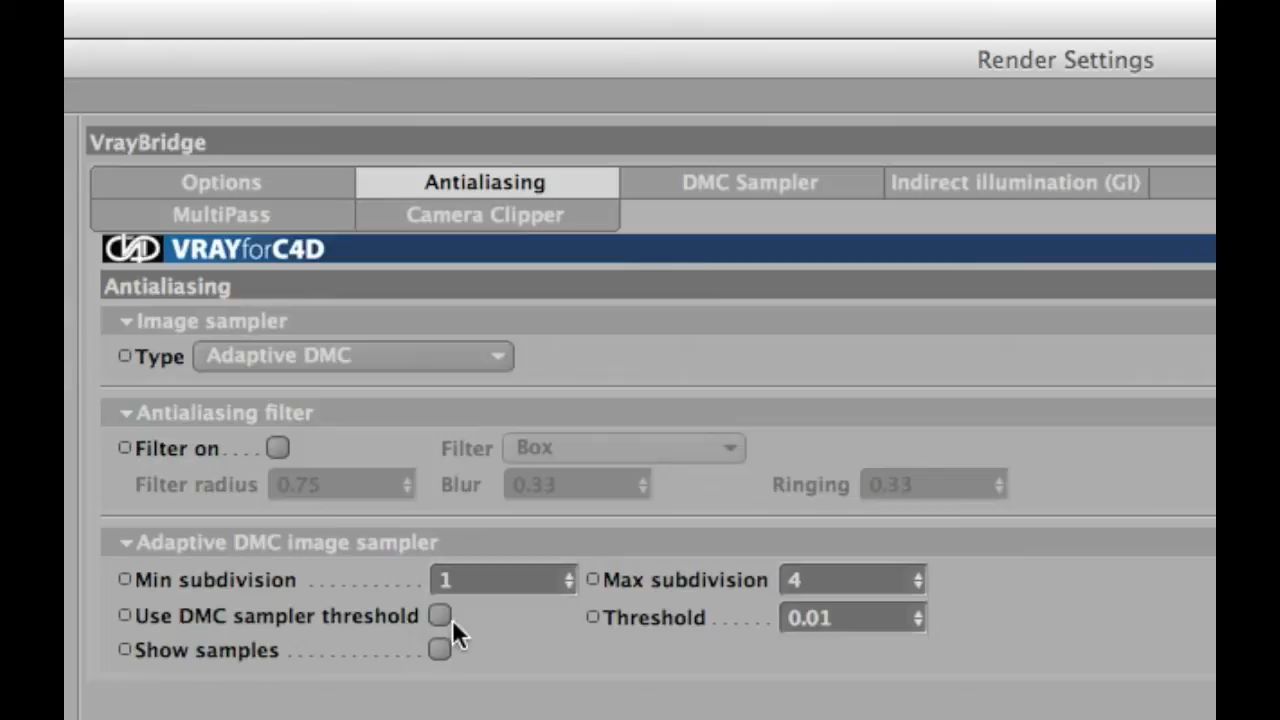 Render Settings
VrayBridge
Options Antialiasing DMC Sampler Indirect illumination (GI)
MultiPass Camera Clipper
VRAYforC4D
Antialiasing
Image sampler
Type Adaptive DMC
Antialiasing filter
Filter on.... Filter Box
Filter radius 0.75 Blur 0.33 Ringing 0.33
Adaptive DMC image sampler
Min subdivision ........... 1 Max subdivision 4
Use DMC sampler threshold Threshold ...... 0.01
Show samples .............